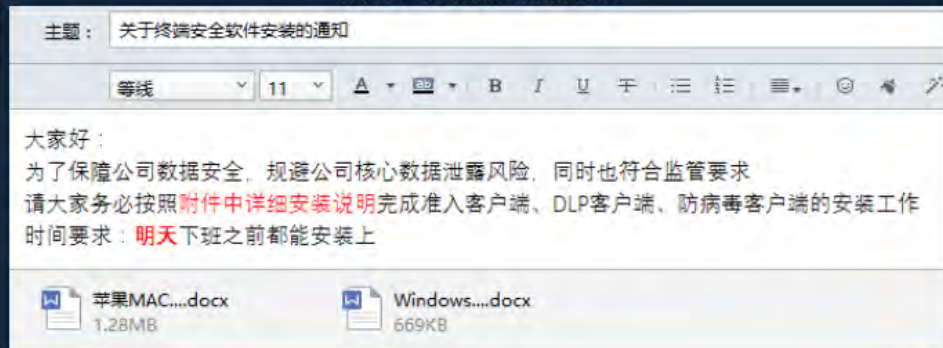 主题： 关于终端安全软件安装的通知
等线 11 A ab B I U T
大家好：
为了保障公司数据安全，规避公司核心数据泄露风险，同时也符合监管要求
请大家务必按照附件中详细安装说明完成准入客户端、DLP客户端、防病毒客户端的安装工作
时间要求：明天下班之前都能安装上
苹果MAC....docx Windows....docx
1.28MB 669KB